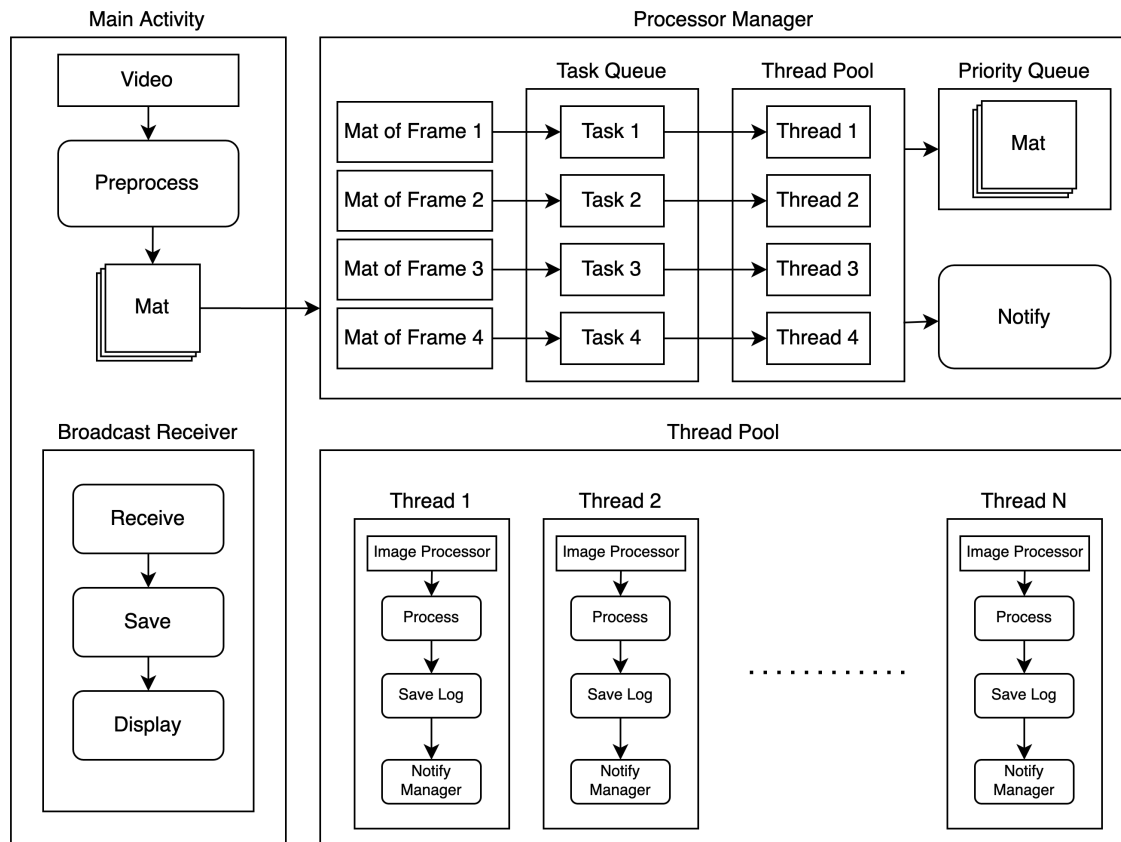 Main Activity
Video
Preprocess
Mat
Broadcast Receiver
Receive
Save
Display
Processor Manager
Task Queue
Thread Pool
Priority Queue
Mat of Frame 1
Task 1
Thread 1
Mat of Frame 2
Task 2
Thread 2
Mat of Frame 3
Task 3
Thread 3
Mat of Frame 4
Task 4
Thread 4
Mat
Notify
Thread Pool
Thread 1
Image Processor
Process
Save Log
Notify
Manager
Thread 2
Image Processor
Process
Save Log
Notify
Manager
Thread N
Image Processor
Process
Save Log
Notify
Manager